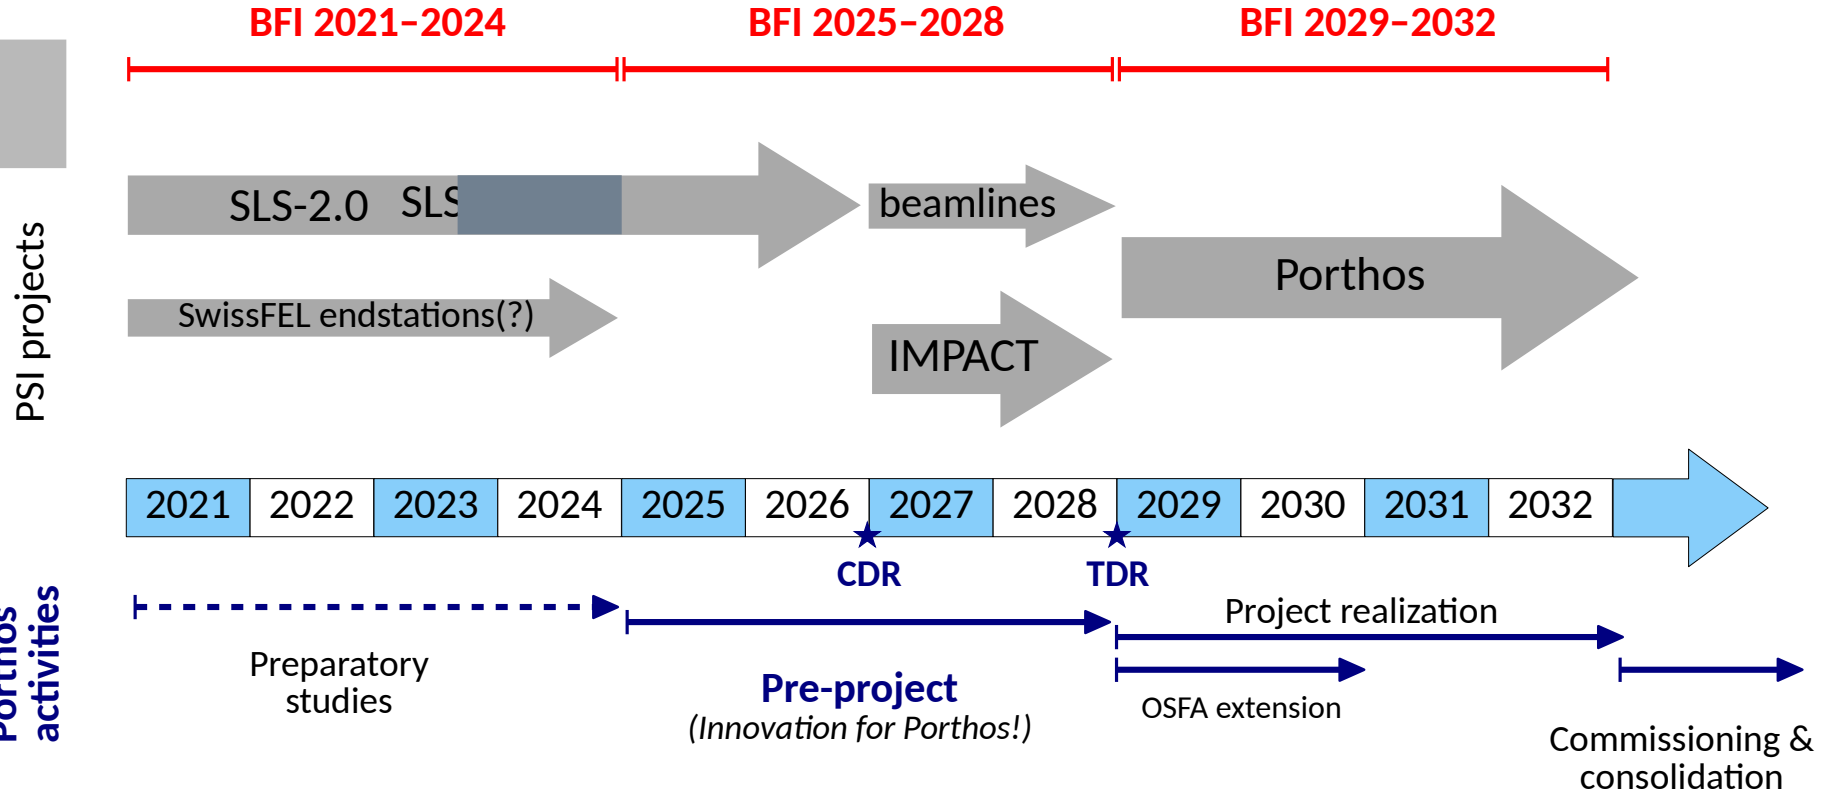 BFI 2021–2024 BFI 2025–2028 BFI 2029–2032
SLS-2.0 SLS beamlines
Porthos
SwissFEL endstations(?)
IMPACT
PSI projects
2021 2022 2023 2024 2025 2026 2027 2028 2029 2030 2031 2032
CDR TDR
Porthos
activities
Project realization
Preparatory
studies
Pre-project
(Innovation for Porthos!)
OSFA extension
Commissioning &
consolidation